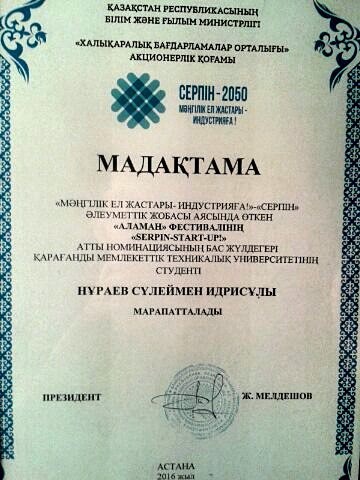 ҚАЗАҚСТАН РЕСПУБЛИКАСЫНЫҢ
БІЛІМ ЖӘНЕ ҒЫЛЫМ МИНИСТРЛІГІ
«ХАЛЫҚАРАЛЫҚ БАҒДАРЛАМАЛАР ОРТАЛЫҒЫ»
АКЦИОНЕРЛІК ҚОҒАМЫ
СЕРПІН-2050
МӘҢГІЛІК ЕЛ ЖАСТАРЫ -
ИНДУСТРИЯҒА!
МАДАҚТАМА
«МӘҢГІЛІК ЕЛ ЖАСТАРЫ- ИНДУСТРИЯҒА!»-«СЕРПІН»
ӘЛЕУМЕТТІК ЖОБАСЫ АЯСЫНДА ӨТКЕН
«АЛАМАН» ФЕСТИВАЛІНІҢ
«SERPIN-START-UP!»
АТТЫ НОМИНАЦИЯСЫНЫҢ БАС ЖҮЛДЕГЕРІ
ҚАРАҒАНДЫ МЕМЛЕКЕТТІК ТЕХНИКАЛЫҚ УНИВЕРСИТЕТІНІҢ
СТУДЕНТІ
НҰРАЕВ СҮЛЕЙМЕН ИДРИСҰЛЫ
МАРАПАТТАЛАДЫ
ПРЕЗИДЕНТ Ж. МЕЛДЕШОВ
АСТАНА
2016 жыл